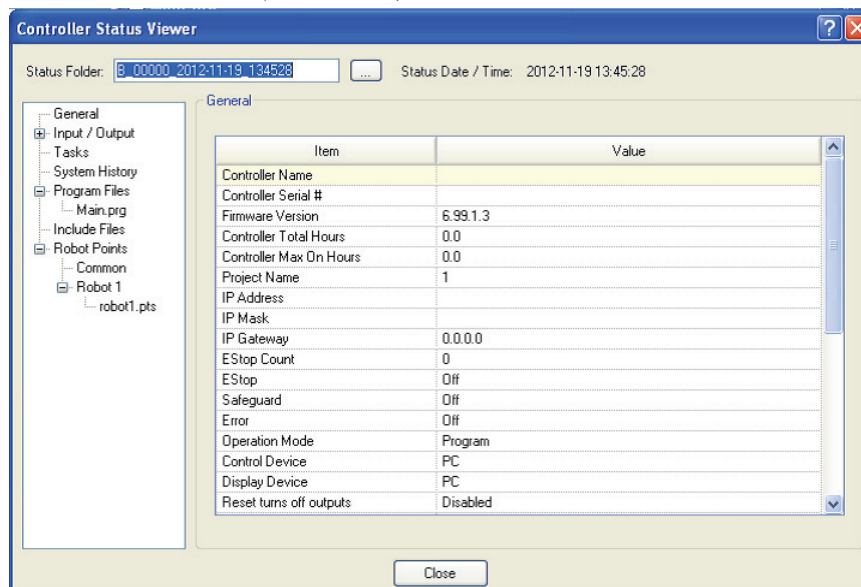 Controller Status Viewer
Status Folder: B_00000_2012-11-19_134528 ... Status Date / Time: 2012-11-19 13:45:28
General
Input / Output
Tasks
System History
Program Files
Main.prg
Include Files
Robot Points
Common
Robot 1
robot1.pts
General
Item Value
Controller Name
Controller Serial #
Firmware Version 6.99.1.3
Controller Total Hours 0.0
Controller Max On Hours 0.0
Project Name 1
IP Address
IP Mask
IP Gateway 0.0.0.0
EStop Count 0
EStop Off
Safeguard Off
Error Off
Operation Mode Program
Control Device PC
Display Device PC
Reset turns off outputs Disabled
Close